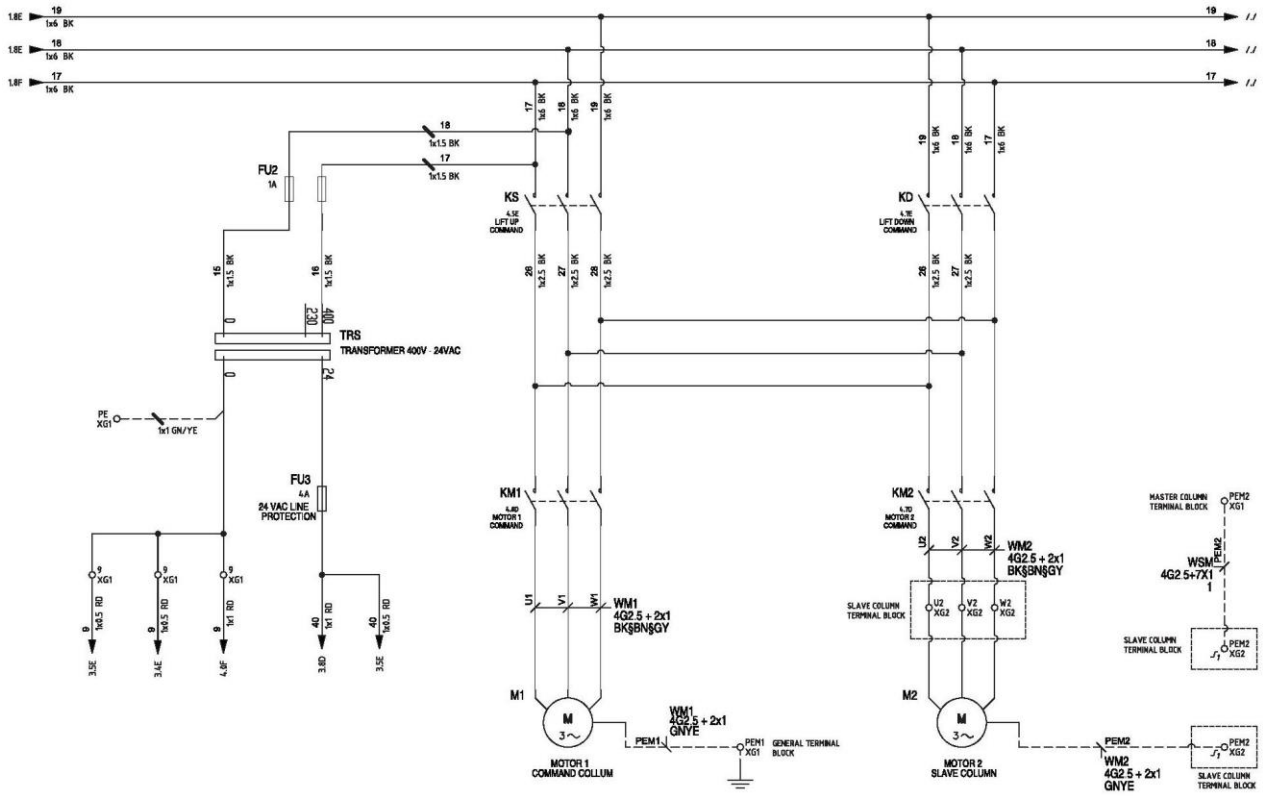 1.8E
19
1x6 BK
19
/./
1.8E
18
1x6 BK
18
/./
1.8F
17
1x6 BK
17
/./
17
1x6 BK
18
1x6 BK
19
1x6 BK
19
1x6 BK
18
1x6 BK
17
1x6 BK
18
1x1.5 BK
17
1x1.5 BK
FU2
1A
KS
4.5E
LIFT UP
COMMAND
KD
4.7E
LIFT DOWN
COMMAND
15
1x1.5 BK
16
1x1.5 BK
26
1x2.5 BK
27
1x2.5 BK
28
1x2.5 BK
26
1x2.5 BK
27
1x2.5 BK
0
230
400
TRS
TRANSFORMER 400V - 24VAC
0
24
PE
XG1
1x1 GN/YE
FU3
4A
24 VAC LINE
PROTECTION
KM1
4.8D
MOTOR 1
COMMAND
KM2
4.7D
MOTOR 2
COMMAND
MASTER COLUMN
TERMINAL BLOCK
PEM2
XG1
U2
V2
W2
WM2
4G2.5 + 2x1
BK§BN§GY
PEM2
WSM
4G2.5+7X1
1
9
XG1
9
XG1
9
XG1
U1
V1
W1
WM1
4G2.5 + 2x1
BK§BN§GY
SLAVE COLUMN
TERMINAL BLOCK
U2
XG2
V2
XG2
W2
XG2
9
1x0.5 RD
9
1x0.5 RD
9
1x1 RD
40
1x1 RD
40
1x0.5 RD
SLAVE COLUMN
TERMINAL BLOCK
PEM2
XG2
3.5E
3.4E
4.0F
3.8D
3.5E
M1
M
3~
MOTOR 1
COMMAND COLLUM
WM1
4G2.5 + 2x1
GNYE
PEM1
PEM1
XG1
GENERAL TERMINAL
BLOCK
M2
M
3~
MOTOR 2
SLAVE COLUMN
PEM2
WM2
4G2.5 + 2x1
GNYE
PEM2
XG2
SLAVE COLUMN
TERMINAL BLOCK